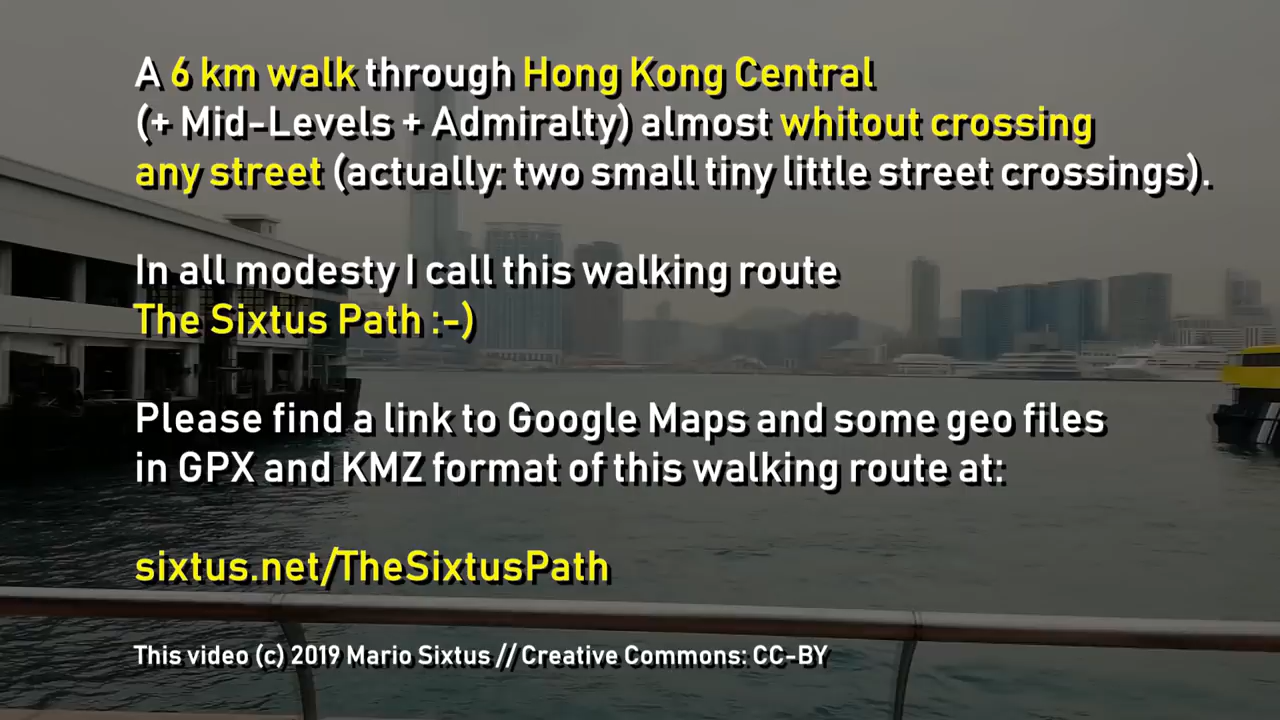 A 6 km walk through Hong Kong Central
(+ Mid-Levels + Admiralty) almost whitout crossing
any street (actually: two small tiny little street crossings).
In all modesty I call this walking route
The Sixtus Path :-)
Please find a link to Google Maps and some geo files
in GPX and KMZ format of this walking route at:
sixtus.net/TheSixtusPath
This video (c) 2019 Mario Sixtus // Creative Commons: CC-BY